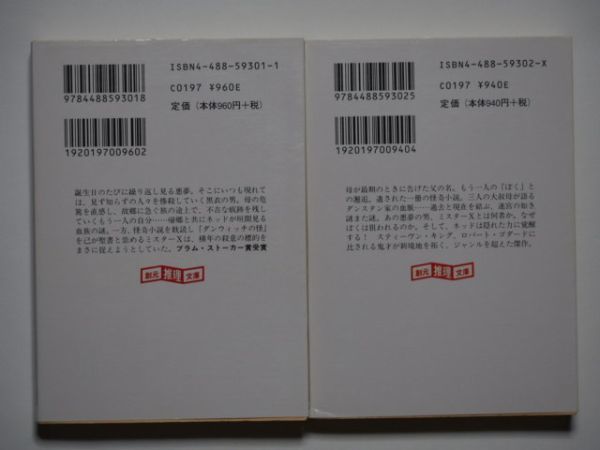 ISBN4-488-59301-1
9784488593018
C0197 ¥960E
定価（本体960円+税）
1920197009602
誕生日のたびに繰り返し見る悪夢。そこにいつも現れて
は、見ず知らずの人々を惨殺していく黒衣の男。母の危
篤を直感し、故郷に急ぐ旅の途上で、不吉な痕跡を残し
ていくもう一人の自分……帰郷と共にネッドが垣間見る
血族の謎。一方、怪奇小説を耽読し『ダンウィッチの怪』
を己が聖書と崇めるミスターXは、積年の殺意の標的を
まさに捉えようとしていた。ブラム・ストーカー賞受賞
創元推理文庫
ISBN4-488-59302-X
9784488593025
C0197 ¥940E
定価（本体940円+税）
1920197009404
母が最期のときに告げた父の名。もう一人の「ぼく」と
の邂逅。遺された一冊の怪奇小説。三人の大叔母が語る
ダンスタン家の血脈……過去と現在を結ぶ、迷宮の如き
謎また謎。あの悪夢の男、ミスターXとは何者か。なぜ
ぼくは狙われるのか。そして、ネッドは隠れた力に覚醒
する！　スティーヴン・キング、ロバート・ゴダードに
比される鬼才が新境地を拓く、ジャンルを超えた傑作。
創元推理文庫